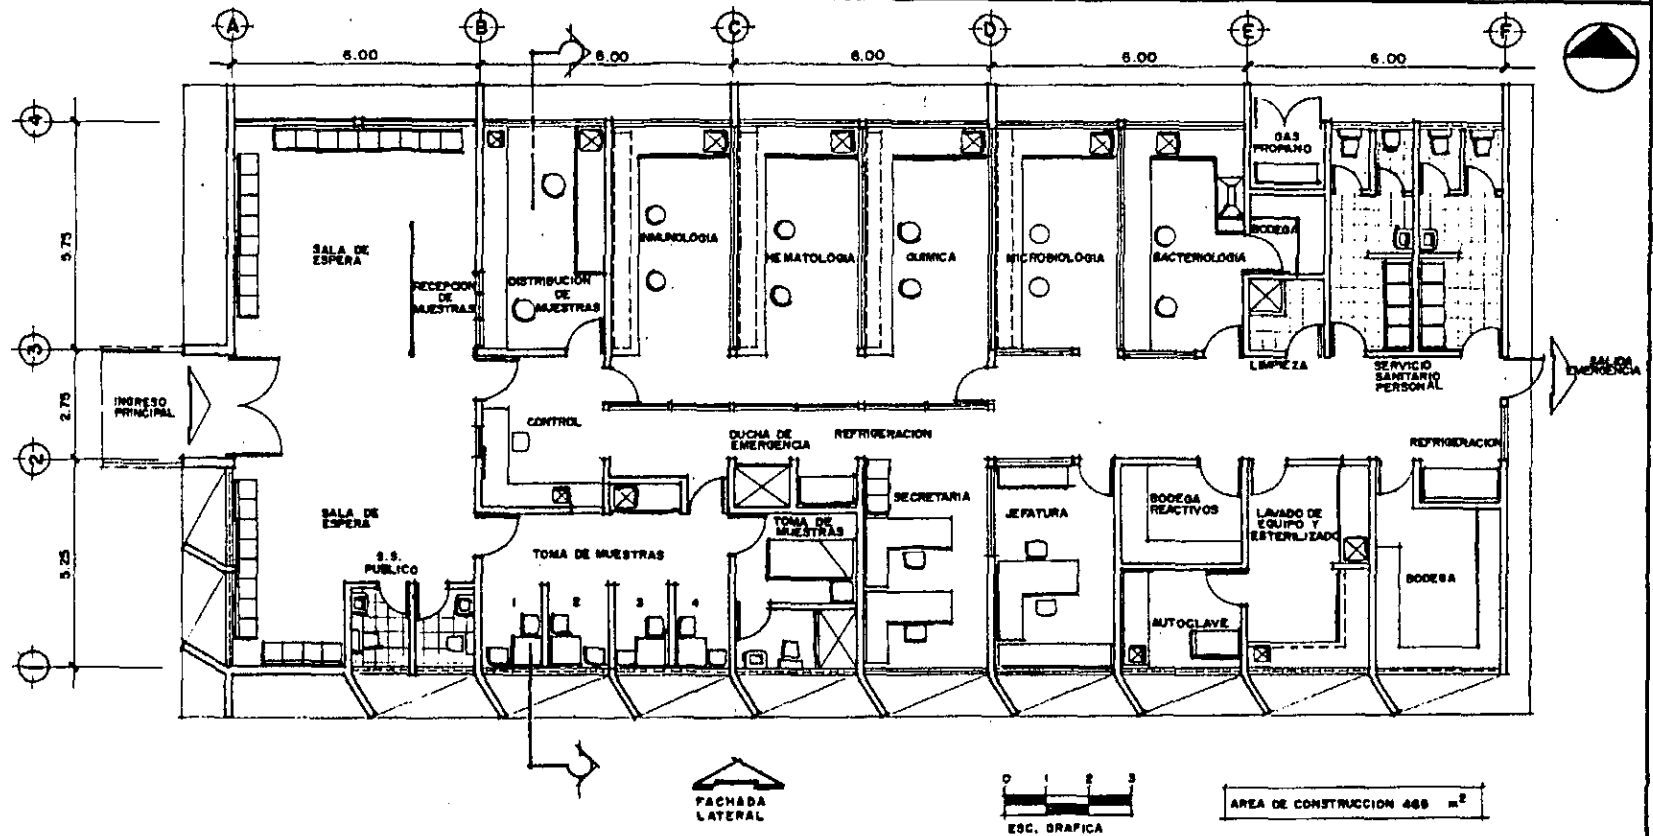 A B C D E F
6.00 6.00 6.00 6.00 6.00
4
5.75
3
2.75
2
5.25
1
GAS
PROPANO
SALA DE
ESPERA
RECEPCION
DE
MUESTRAS
DISTRIBUCION
DE
MUESTRAS
INMUNOLOGIA
HEMATOLOGIA
QUIMICA
MICROBIOLOGIA
BACTERIOLOGIA
BODEGA
LIMPIEZA
SERVICIO
SANITARIO
PERSONAL
SALIDA
EMERGENCIA
INGRESO
PRINCIPAL
CONTROL
DUCHA DE
EMERGENCIA
REFRIGERACION
REFRIGERACION
SALA DE
ESPERA
S.S.
PUBLICO
TOMA DE MUESTRAS
1 2 3 4
TOMA DE
MUESTRAS
SECRETARIA
JEFATURA
BODEGA
REACTIVOS
LAVADO DE
EQUIPO Y
ESTERILIZADO
AUTOCLAVE
BODEGA
FACHADA
LATERAL
0 1 2 3
ESC. GRAFICA
AREA DE CONSTRUCCION m²